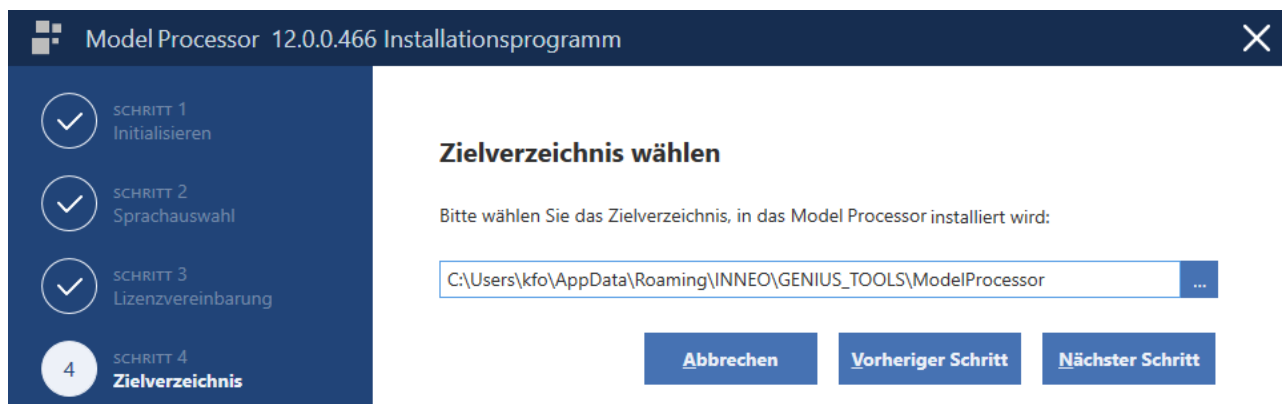 Model Processor 12.0.0.466 Installationsprogramm
SCHRITT 1
Initialisieren
SCHRITT 2
Sprachauswahl
SCHRITT 3
Lizenzvereinbarung
4
SCHRITT 4
Zielverzeichnis
Zielverzeichnis wählen
Bitte wählen Sie das Zielverzeichnis, in das Model Processor installiert wird:
C:\Users\kfo\AppData\Roaming\INNEO\GENIUS_TOOLS\ModelProcessor
...
Abbrechen
Vorheriger Schritt
Nächster Schritt